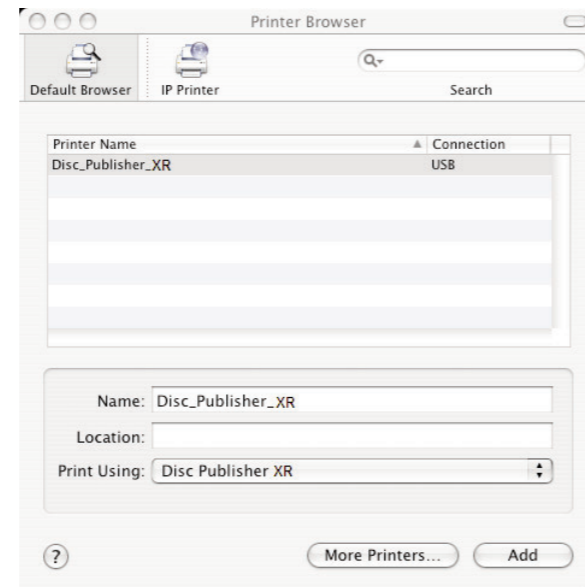 Printer Browser
Default Browser IP Printer Search
Printer Name Connection
Disc_Publisher_XR USB
Name: Disc_Publisher_XR
Location:
Print Using: Disc Publisher XR
? More Printers... Add